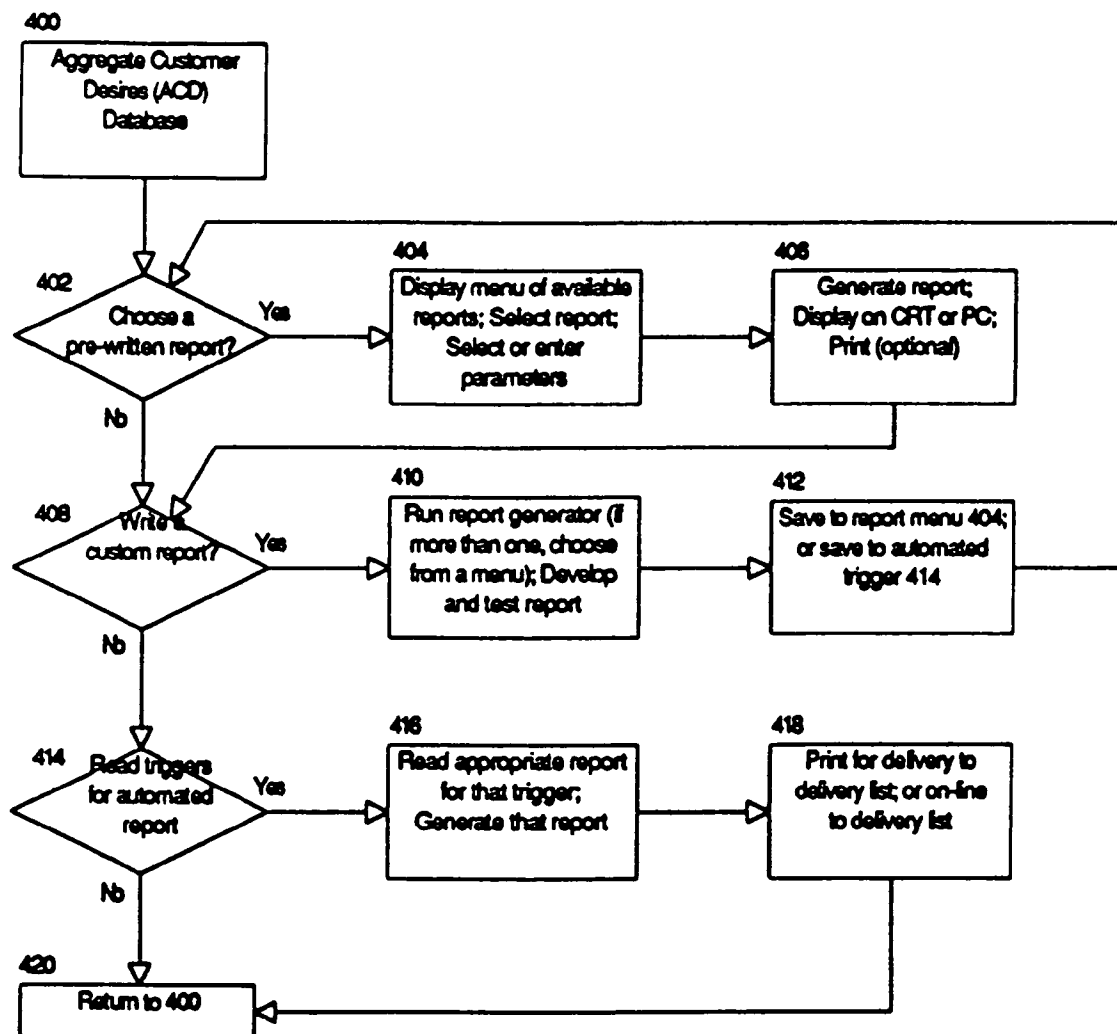 400
Aggregate Customer
Desires (ACD)
Database
402
Choose a
pre-written report?
Yes
No
404
Display menu of available
reports; Select report;
Select or enter
parameters
406
Generate report;
Display on CRT or PC;
Print (optional)
408
Write a
custom report?
Yes
No
410
Run report generator (if
more than one, choose
from a menu); Develop
and test report
412
Save to report menu 404;
or save to automated
trigger 414
414
Read triggers
for automated
report
Yes
No
416
Read appropriate report
for that trigger;
Generate that report
418
Print for delivery to
delivery list; or on-line
to delivery list
420
Return to 400